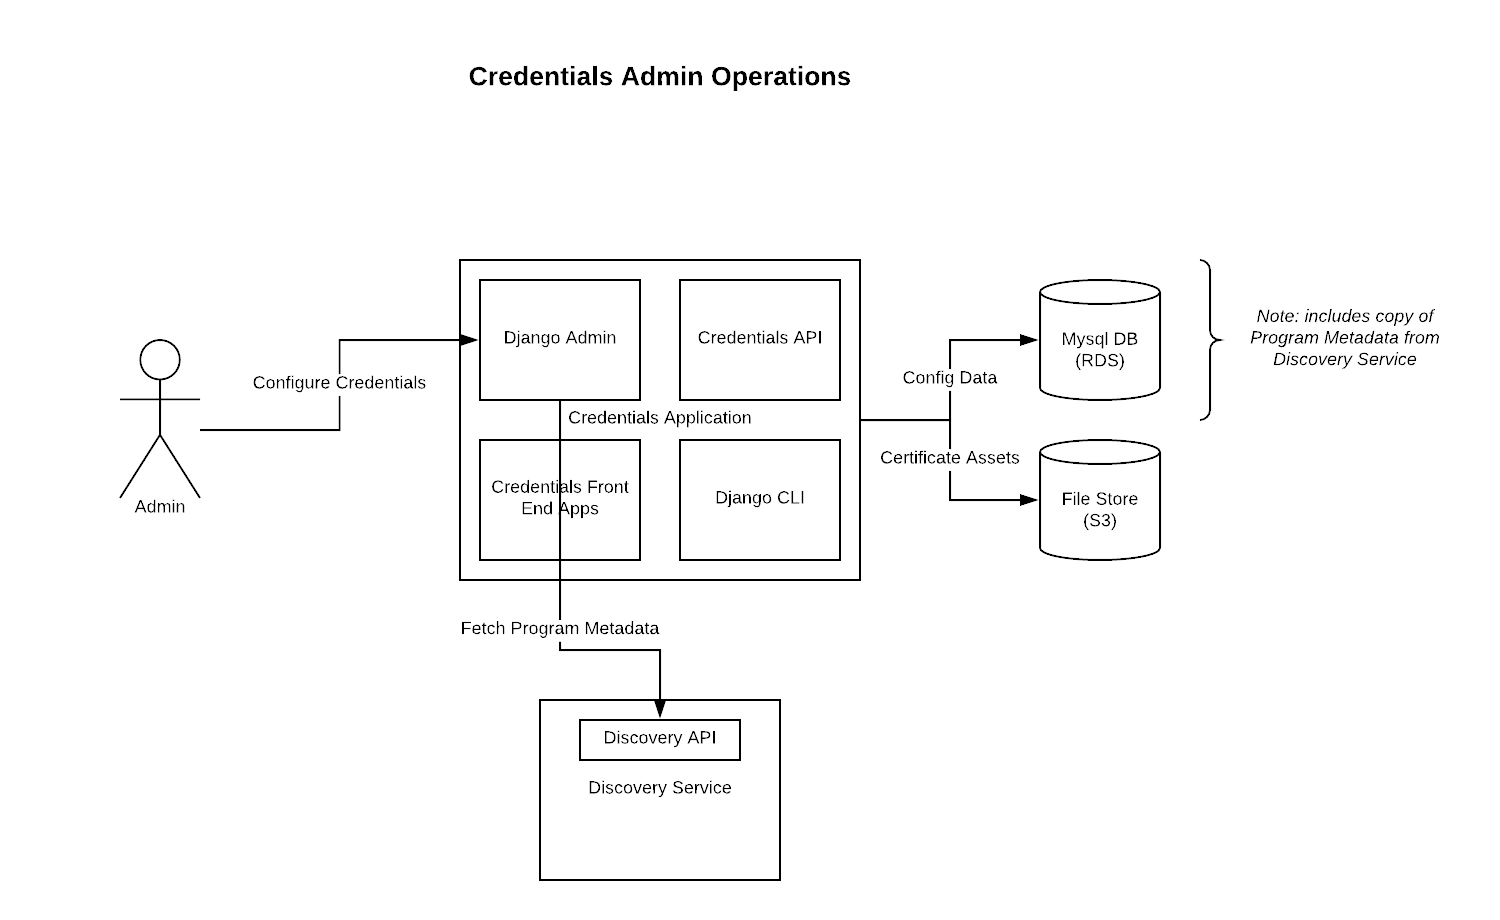 Credentials Admin Operations
Django Admin
Credentials API
Configure Credentials
Credentials Application
Credentials Front
End Apps
Django CLI
Admin
Config Data
Certificate Assets
Mysql DB
(RDS)
File Store
(S3)
Note: includes copy of
Program Metadata from
Discovery Service
Fetch Program Metadata
Discovery API
Discovery Service